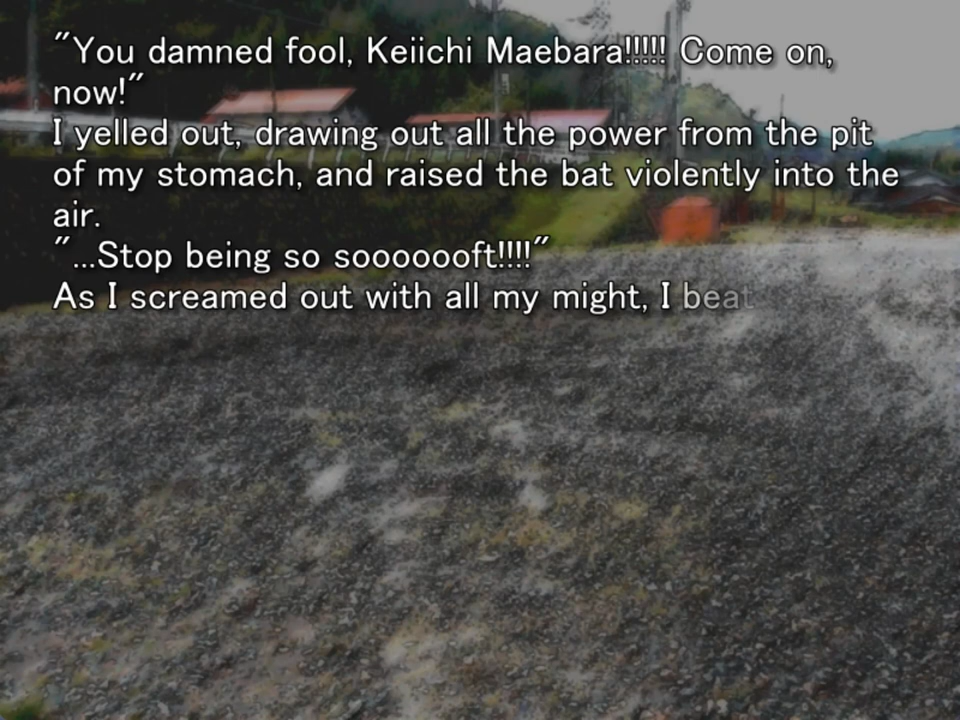 "You damned fool, Keiichi Maebara!!!!! Come on,
now!"
I yelled out, drawing out all the power from the pit
of my stomach, and raised the bat violently into the
air.
"...Stop being so sooooooft!!!!"
As I screamed out with all my might, I beat